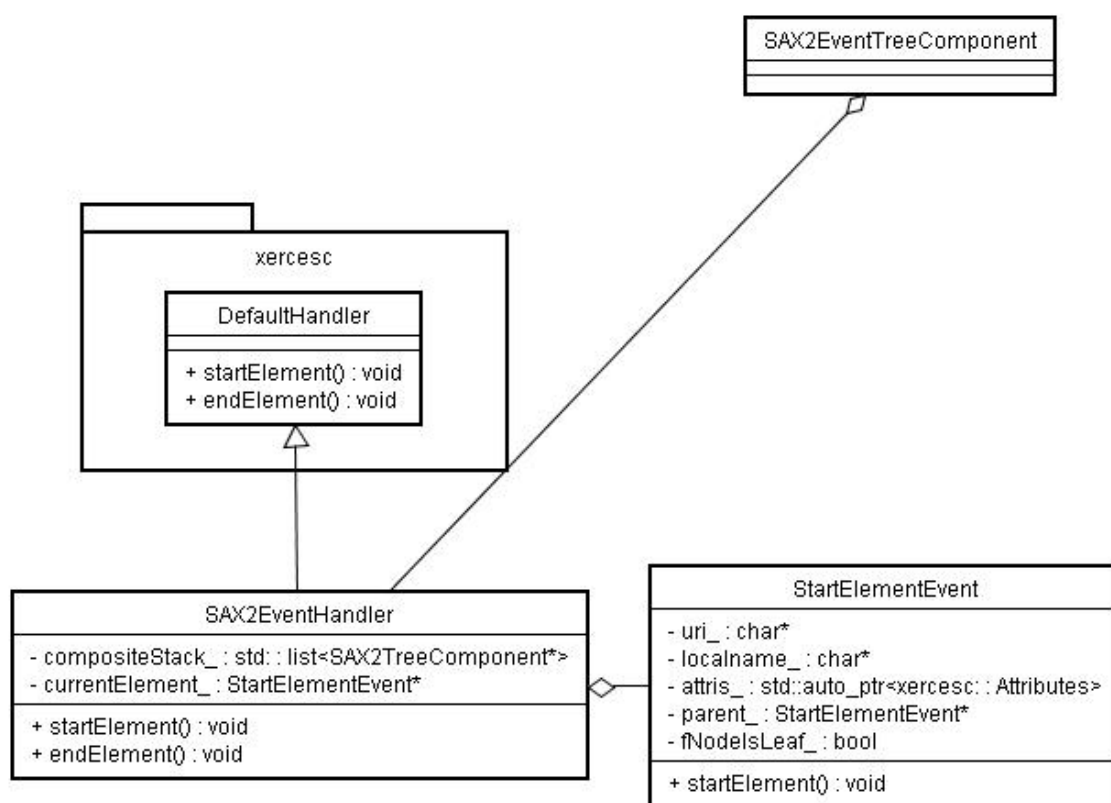 SAX2EventTreeComponent
xercesc
DefaultHandler
+ startElement() : void
+ endElement() : void
SAX2EventHandler
- compositeStack_ : std: : list<SAX2TreeComponent*>
- currentElement_ : StartElementEvent*
+ startElement() : void
+ endElement() : void
StartElementEvent
- uri_ : char*
- localname_ : char*
- attris_ : std::auto_ptr<xercesc: : Attributes>
- parent_ : StartElementEvent*
- fNodeIsLeaf_ : bool
+ startElement() : void